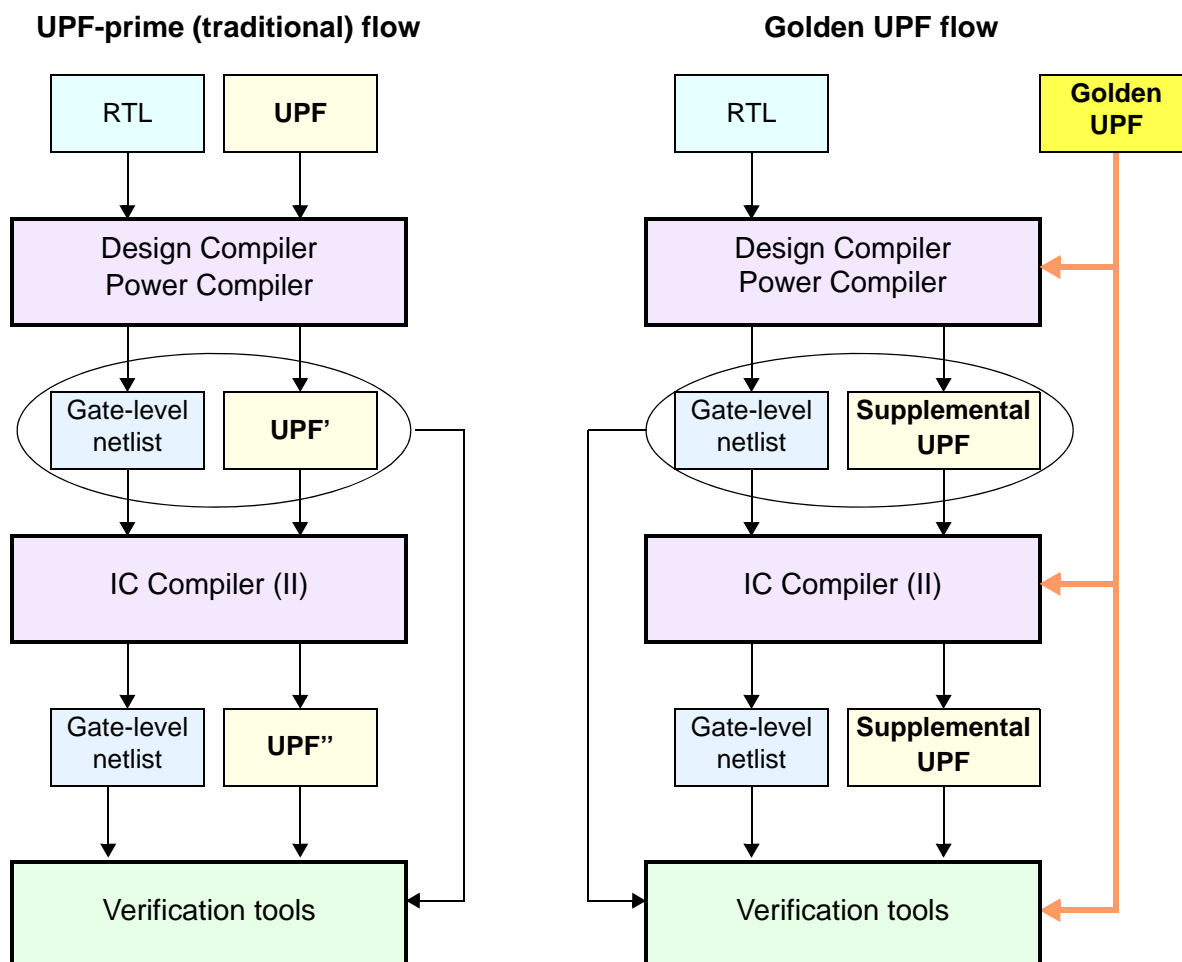 UPF-prime (traditional) flow
RTL
UPF
Design Compiler
Power Compiler
Gate-level
netlist
UPF’
IC Compiler (II)
Gate-level
netlist
UPF’’
Verification tools
Golden UPF flow
RTL
Golden
UPF
Design Compiler
Power Compiler
Gate-level
netlist
Supplemental
UPF
IC Compiler (II)
Gate-level
netlist
Supplemental
UPF
Verification tools